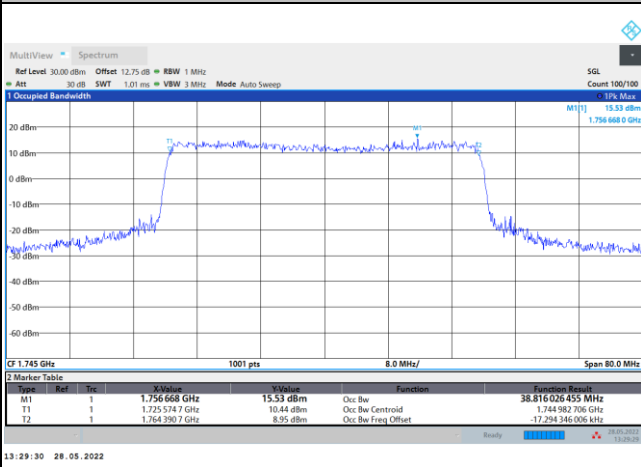 MultiView Spectrum
Ref Level 30.00 dBm Offset 12.75 dB RBW 1 MHz SGL
Att 30 dB SWT 1.01 ms VBW 3 MHz Mode Auto Sweep Count 100/100
1 Occupied Bandwidth 1Pk Max
M1[1] 15.53 dBm
1.756 668 0 GHz
20 dBm
M1
T1
T2
10 dBm
0 dBm
-10 dBm
-20 dBm
-30 dBm
-40 dBm
-50 dBm
-60 dBm
CF 1.745 GHz 1001 pts 8.0 MHz/ Span 80.0 MHz
2 Marker Table
Type Ref Trc X-Value Y-Value Function Function Result
M1 1 1.756 668 GHz 15.53 dBm Occ Bw 38.816 026 455 MHz
T1 1 1.725 574 7 GHz 10.44 dBm Occ Bw Centroid 1.744 982 706 GHz
T2 1 1.764 390 7 GHz 8.95 dBm Occ Bw Freq Offset -17.294 346 006 kHz
Ready 28.05.2022
13:29:29
13:29:30 28.05.2022